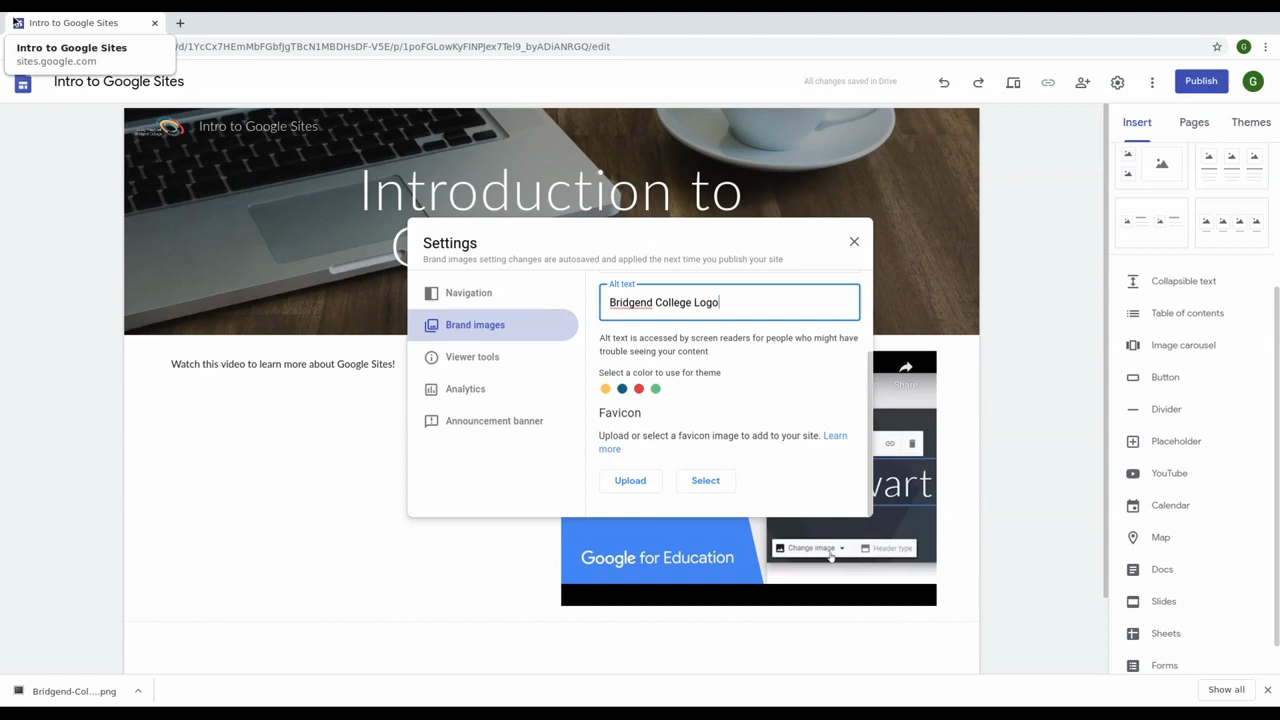 Intro to Google Sites
Intro to Google Sites
sites.google.com
/d/1YcCx7HEmMbFGbfJgTBcN1MBDHsDF-V5E/p/1poFGLowKyFINPJex7Tel9_byADiANRGQ/edit
G
Intro to Google Sites
All changes saved in Drive
Publish
G
Intro to Google Sites
Introduction to
Insert
Pages
Themes
Settings
Brand images setting changes are autosaved and applied the next time you publish your site
Navigation
Brand images
Viewer tools
Analytics
Announcement banner
Alt text
Bridgend College Logo
Alt text is accessed by screen readers for people who might have
trouble seeing your content
Select a color to use for theme
Favicon
Upload or select a favicon image to add to your site. Learn
more
Upload
Select
Watch this video to learn more about Google Sites!
Share
Google for Education
Change image
Header type
Collapsible text
Table of contents
Image carousel
Button
Divider
Placeholder
YouTube
Calendar
Map
Docs
Slides
Sheets
Forms
Bridgend-Col....png
Show all